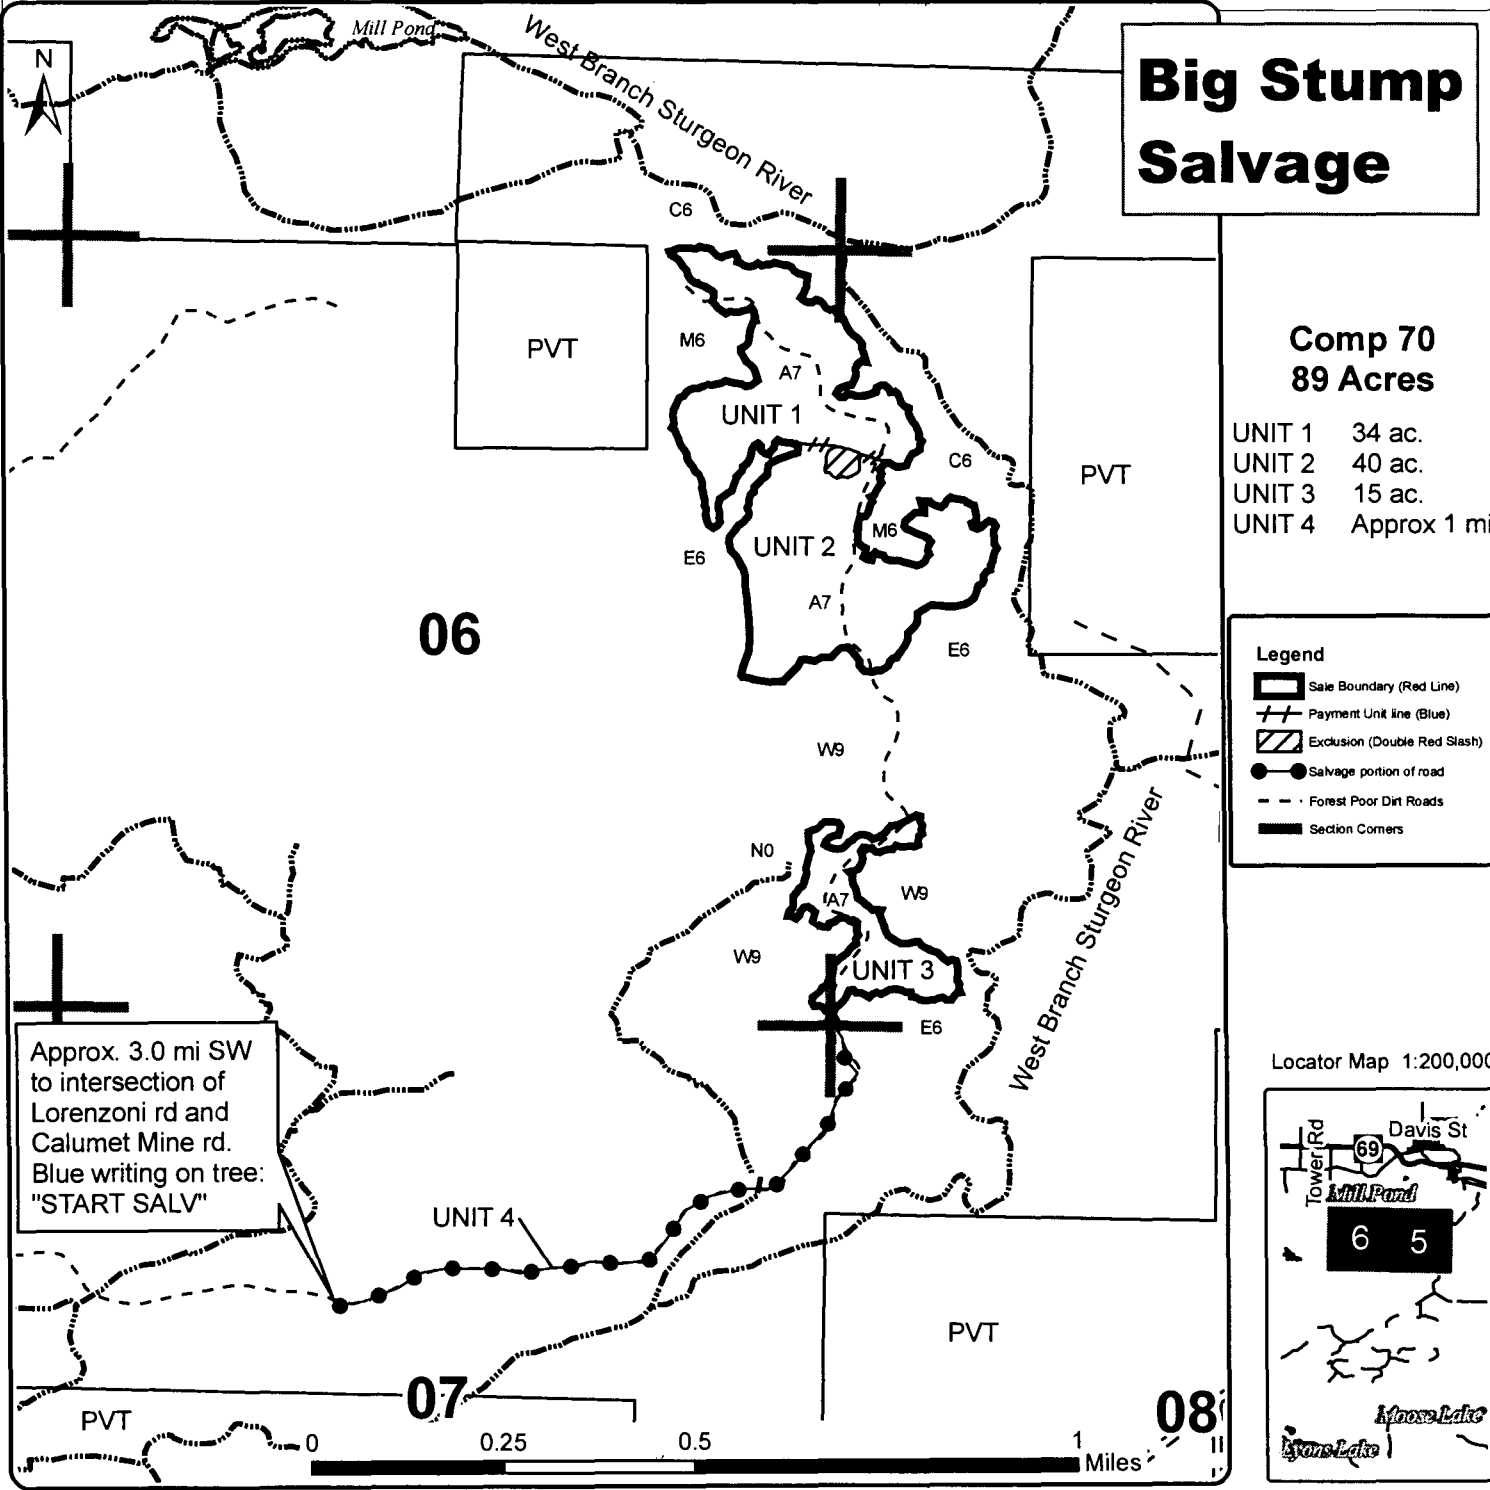 Mill Pond
West Branch Sturgeon River
N
Big Stump
Salvage
C6
M6
PVT
A7
UNIT 1
C6
PVT
M6
UNIT 2
E6
A7
06
E6
W9
N0
A7
W9
W9
UNIT 3
E6
West Branch Sturgeon River
Approx. 3.0 mi SW
to intersection of
Lorenzoni rd and
Calumet Mine rd.
Blue writing on tree:
"START SALV"
UNIT 4
PVT
07
08
PVT
0 0.25 0.5 1
Miles
Comp 70
89 Acres
UNIT 1 34 ac.
UNIT 2 40 ac.
UNIT 3 15 ac.
UNIT 4 Approx 1 mi
Legend
Sale Boundary (Red Line)
Payment Unit line (Blue)
Exclusion (Double Red Slash)
Salvage portion of road
Forest Poor Dirt Roads
Section Corners
Locator Map 1:200,000
Tower Rd
69
Davis St
Mill Pond
6 5
Moose Lake
Lyons Lake